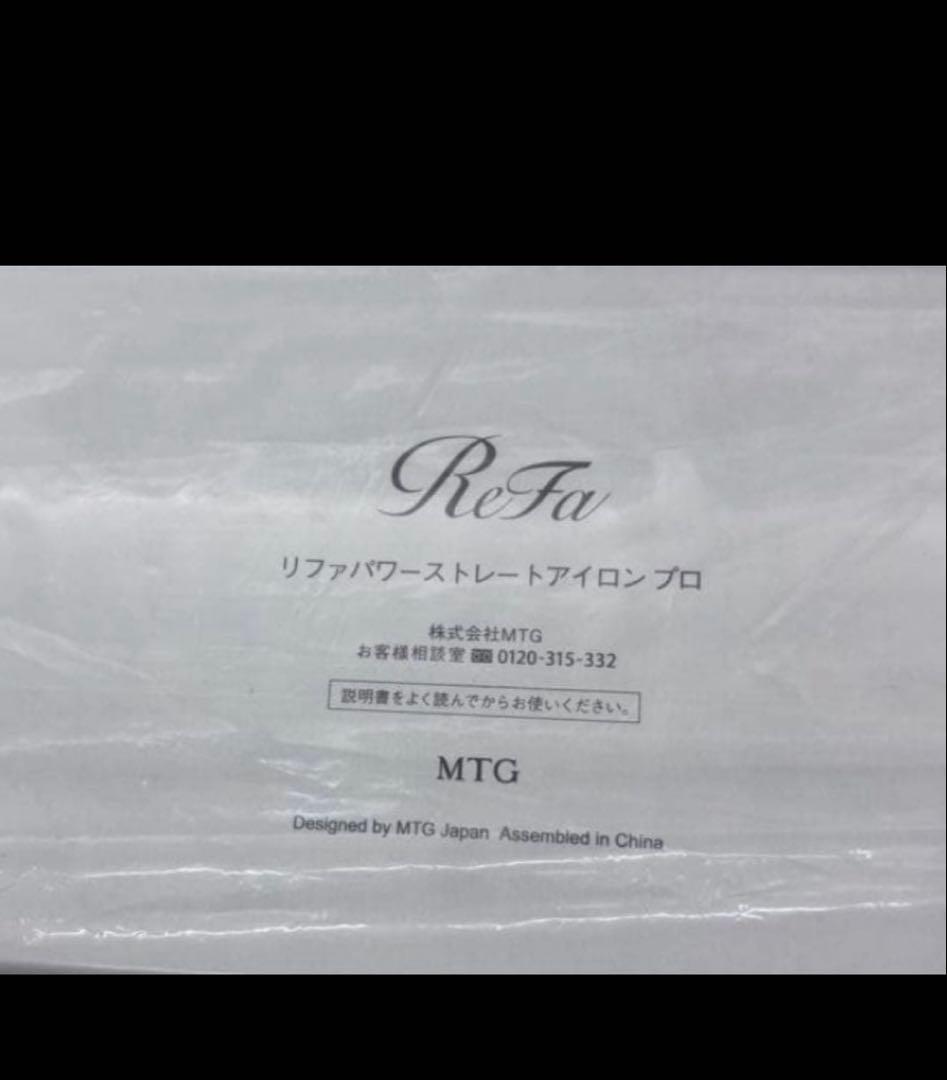 ReFa
リファパワーストレートアイロン プロ
株式会社MTG
お客様相談室 0120-315-332
説明書をよく読んでからお使いください。
MTG
Designed by MTG Japan Assembled in China